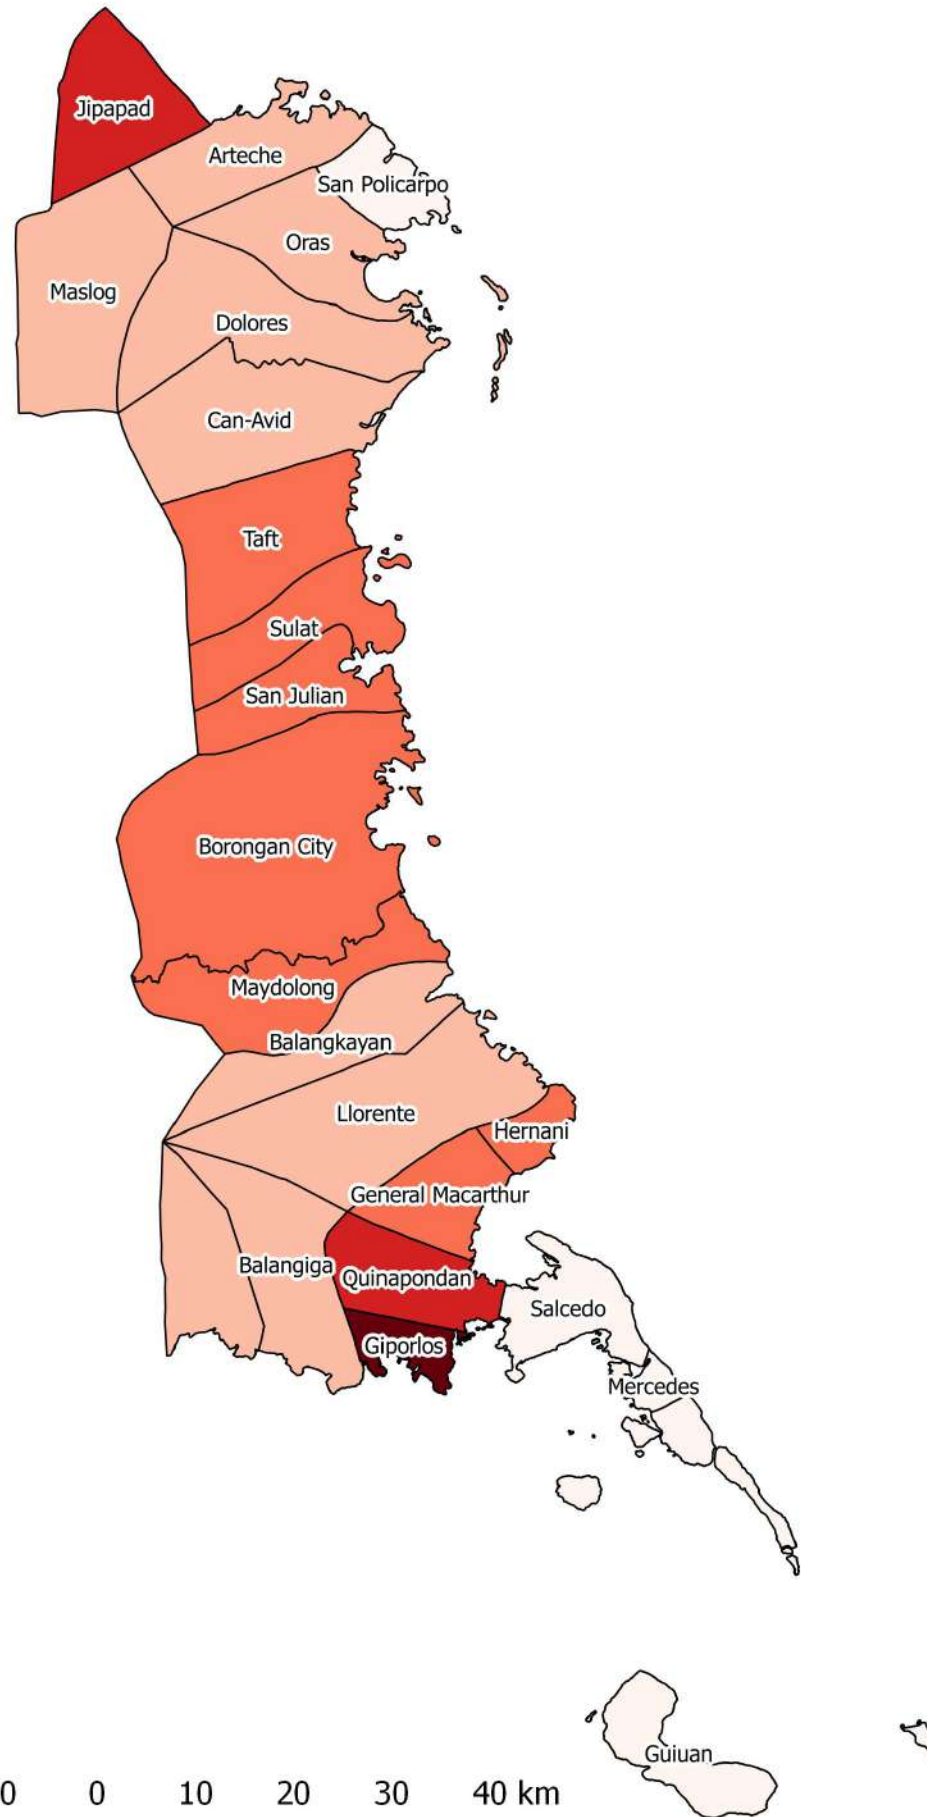 Jipapad
Arteche
San Policarpo
Oras
Maslog
Dolores
Can-Avid
Taft
Sulat
San Julian
Borongan City
Maydolong
Balangkayan
Llorente
Hernani
General Macarthur
Balangiga
Quinapondan
Salcedo
Giporlos
Mercedes
Guiuan
0 0 10 20 30 40 km